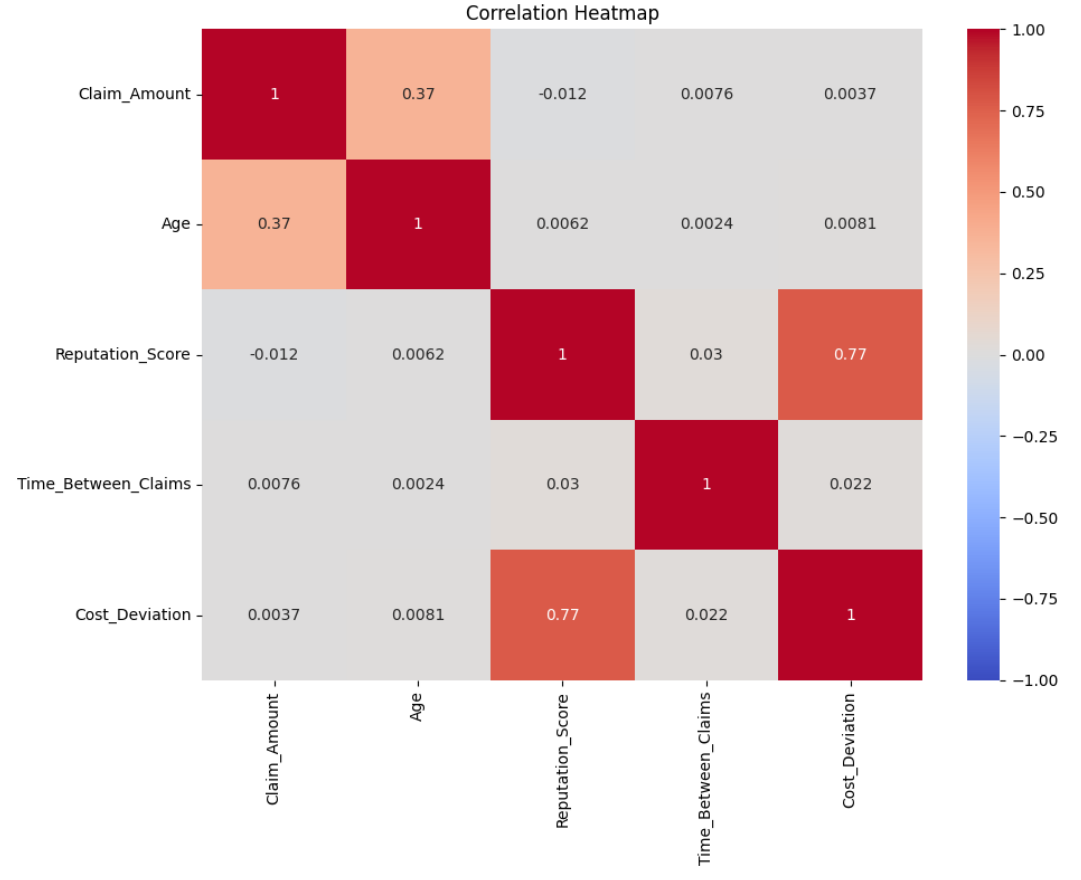 Correlation Heatmap
Claim_Amount 1 0.37 -0.012 0.0076 0.0037
Age 0.37 1 0.0062 0.0024 0.0081
Reputation_Score -0.012 0.0062 1 0.03 0.77
Time_Between_Claims 0.0076 0.0024 0.03 1 0.022
Cost_Deviation 0.0037 0.0081 0.77 0.022 1
Claim_Amount
Age
Reputation_Score
Time_Between_Claims
Cost_Deviation
1.00
0.75
0.50
0.25
0.00
−0.25
−0.50
−0.75
−1.00